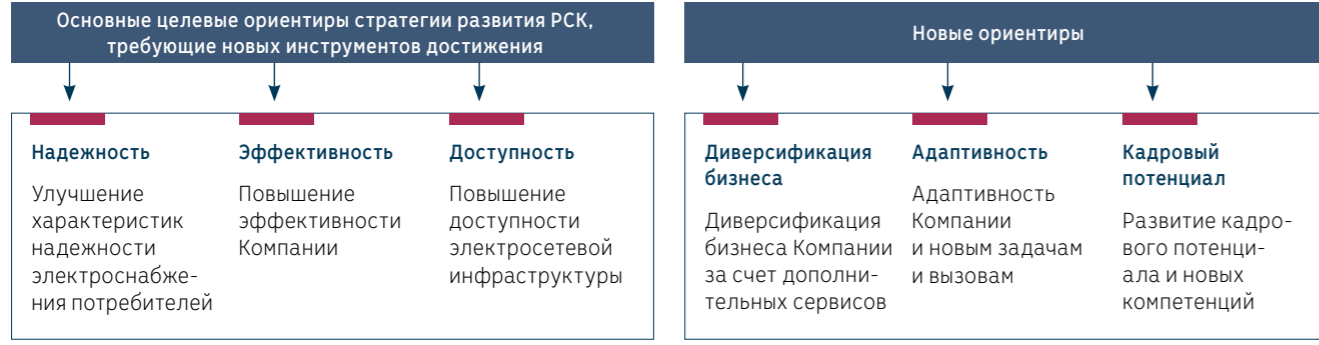 Основные целевые ориентиры стратегии развития РСК,
требующие новых инструментов достижения
Надежность
Улучшение
характеристик
надежности
электроснабже-
ния потребителей
Эффективность
Повышение
эффективности
Компании
Доступность
Повышение
доступности
электросетевой
инфраструктуры
Новые ориентиры
Диверсификация
бизнеса
Диверсификация
бизнеса Компании
за счет дополни-
тельных сервисов
Адаптивность
Адаптивность
Компании
и новым задачам
и вызовам
Кадровый
потенциал
Развитие кадро-
вого потенци-
ала и новых
компетенций